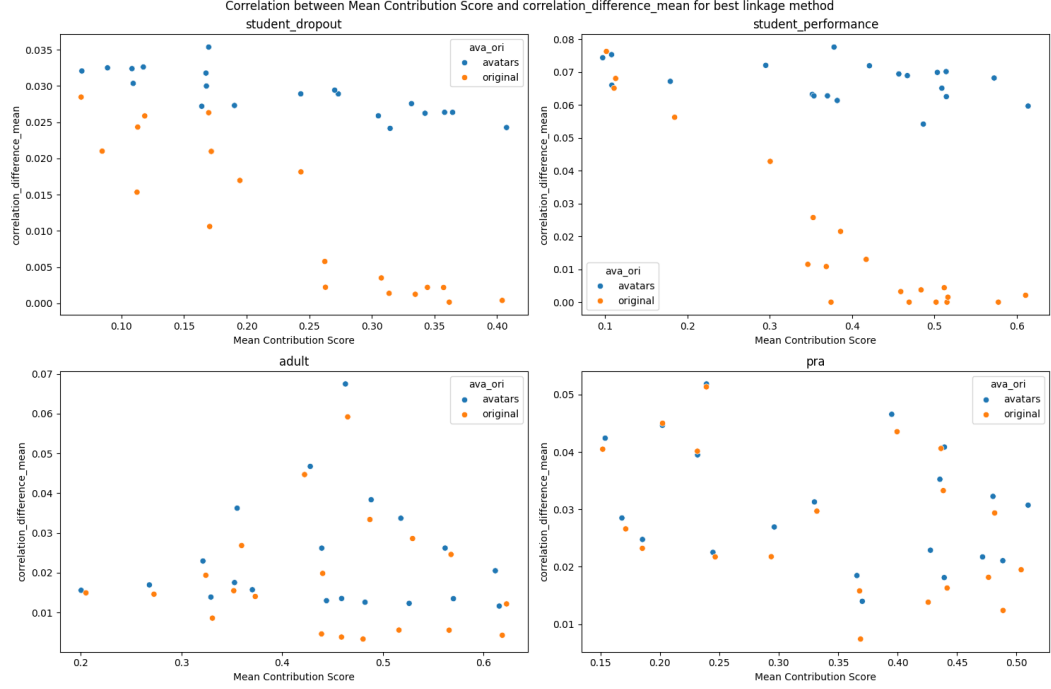 Correlation between Mean Contribution Score and correlation_difference_mean for best linkage method
student_dropout
correlation_difference_mean
0.035
0.030
0.025
0.020
0.015
0.010
0.005
0.000
ava_ori
avatars
original
0.10
0.15
0.20
0.25
0.30
0.35
0.40
Mean Contribution Score
student_performance
correlation_difference_mean
0.08
0.07
0.06
0.05
0.04
0.03
0.02
0.01
0.00
ava_ori
avatars
original
0.1
0.2
0.3
0.4
0.5
0.6
Mean Contribution Score
adult
correlation_difference_mean
0.07
0.06
0.05
0.04
0.03
0.02
0.01
ava_ori
avatars
original
0.2
0.3
0.4
0.5
0.6
Mean Contribution Score
pra
correlation_difference_mean
0.05
0.04
0.03
0.02
0.01
ava_ori
avatars
original
0.15
0.20
0.25
0.30
0.35
0.40
0.45
0.50
Mean Contribution Score